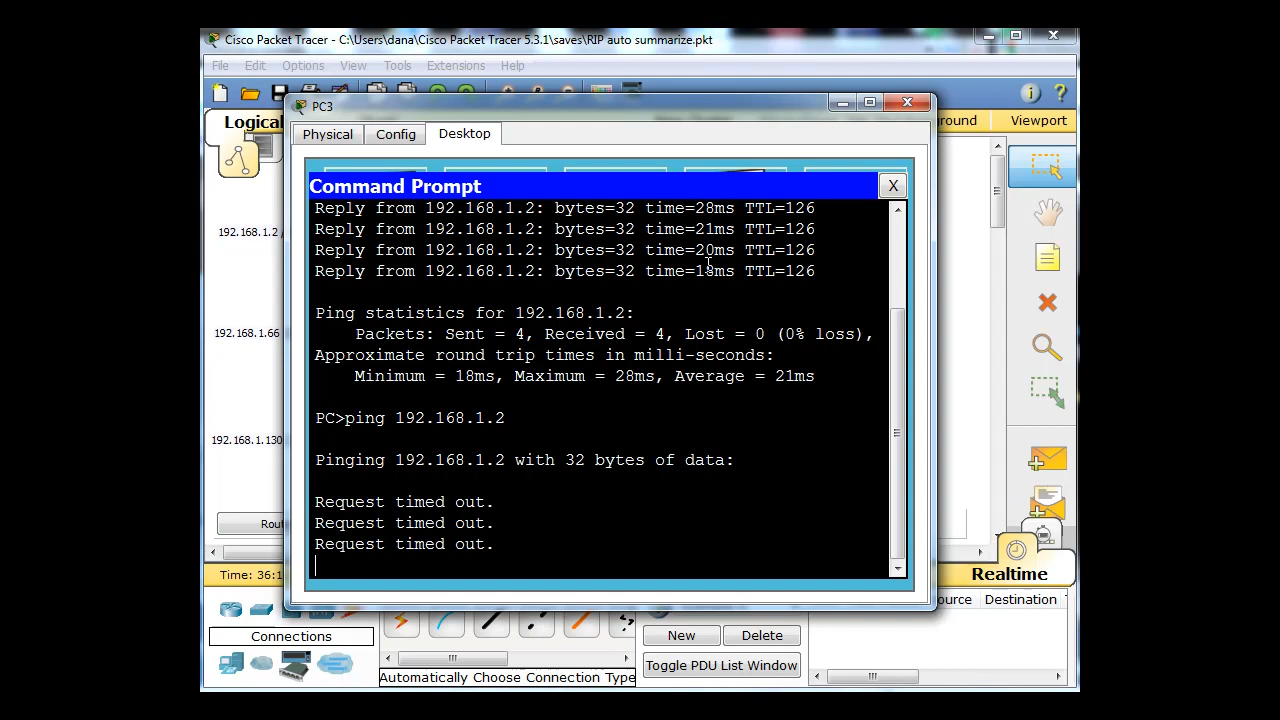 Cisco Packet Tracer - C:\Users\dana\Cisco Packet Tracer 5.3.1\saves\RIP auto summarize.pkt
File Edit Options View Tools Extensions Help
PC3
Logical
Viewport
Physical Config Desktop
Command Prompt X
Reply from 192.168.1.2: bytes=32 time=28ms TTL=126
Reply from 192.168.1.2: bytes=32 time=21ms TTL=126
Reply from 192.168.1.2: bytes=32 time=20ms TTL=126
Reply from 192.168.1.2: bytes=32 time=18ms TTL=126
Ping statistics for 192.168.1.2:
Packets: Sent = 4, Received = 4, Lost = 0 (0% loss),
Approximate round trip times in milli-seconds:
Minimum = 18ms, Maximum = 28ms, Average = 21ms
PC>ping 192.168.1.2
Pinging 192.168.1.2 with 32 bytes of data:
Request timed out.
Request timed out.
Request timed out.
192.168.1.2 /
192.168.1.66
192.168.1.130
Rout
Time: 36:1
Realtime
ource Destination
Connections
New Delete
Toggle PDU List Window
Automatically Choose Connection Type